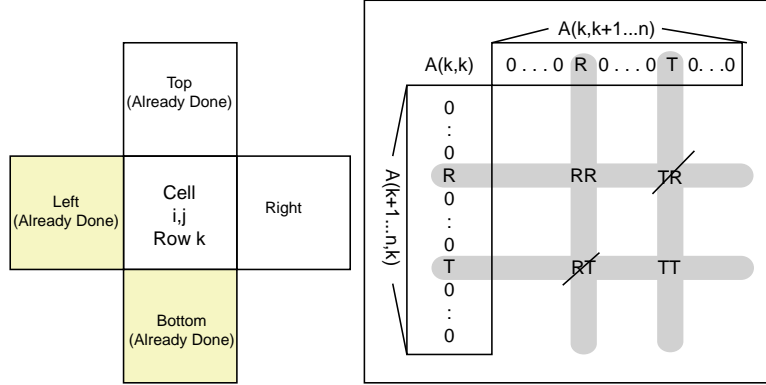 Top
(Already Done)
Left
(Already Done)
Cell
i,j
Row k
Right
Bottom
(Already Done)
A(k,k+1...n)
A(k,k)
0 . . . 0 R 0 . . . 0 T 0. . .0
A(k+1...n,k)
0
:
0
R RR TR
0
:
0
T RT TT
0
:
0